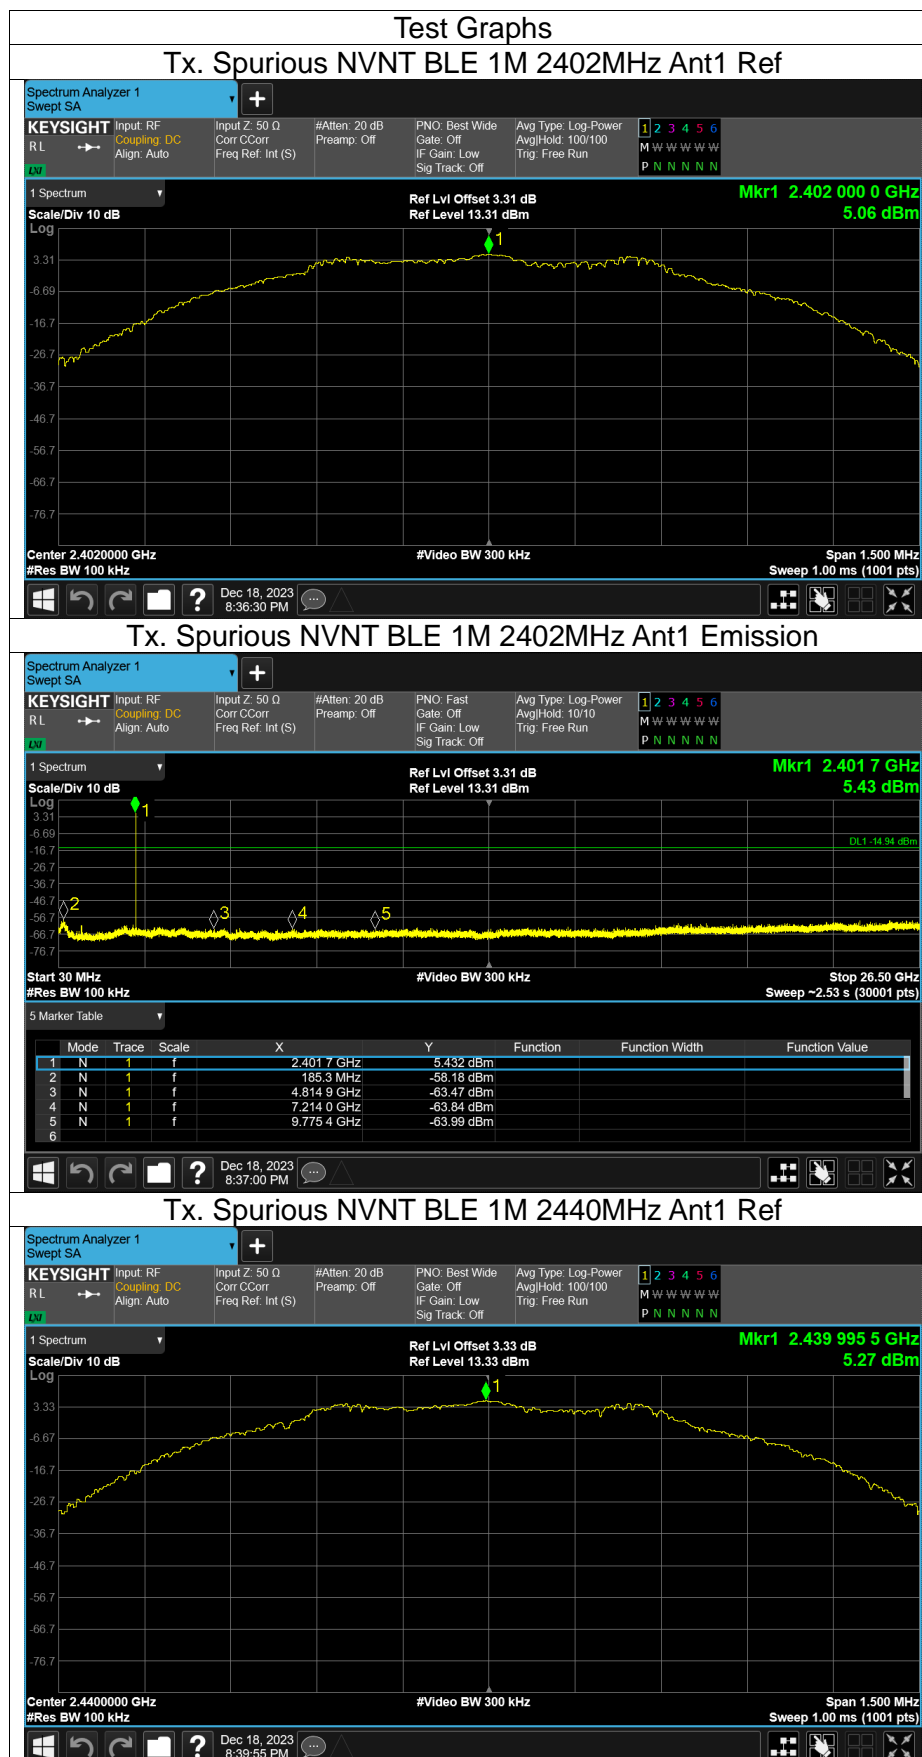 Test Graphs
Tx. Spurious NVNT BLE 1M 2402MHz Ant1 Ref
Spectrum Analyzer 1
Swept SA
KEYSIGHT Input: RF Input Z: 50 Ω #Atten: 20 dB PNO: Best Wide Avg Type: Log-Power 1 2 3 4 5 6
RL Coupling: DC Corr CCorr Preamp: Off Gate: Off Avg|Hold: 100/100 M W W W W W
Align: Auto Freq Ref: Int (S) IF Gain: Low Trig: Free Run
LXI Sig Track: Off P N N N N N
1 Spectrum Ref Lvl Offset 3.31 dB Mkr1 2.402 000 0 GHz
Scale/Div 10 dB Ref Level 13.31 dBm 5.06 dBm
Log
1
3.31
-6.69
-16.7
-26.7
-36.7
-46.7
-56.7
-66.7
-76.7
Center 2.4020000 GHz #Video BW 300 kHz Span 1.500 MHz
#Res BW 100 kHz Sweep 1.00 ms (1001 pts)
? Dec 18, 2023
8:36:30 PM
Tx. Spurious NVNT BLE 1M 2402MHz Ant1 Emission
Spectrum Analyzer 1
Swept SA
KEYSIGHT Input: RF Input Z: 50 Ω #Atten: 20 dB PNO: Fast Avg Type: Log-Power 1 2 3 4 5 6
RL Coupling: DC Corr CCorr Preamp: Off Gate: Off Avg|Hold: 10/10 M W W W W W
Align: Auto Freq Ref: Int (S) IF Gain: Low Trig: Free Run
LXI Sig Track: Off P N N N N N
1 Spectrum Ref Lvl Offset 3.31 dB Mkr1 2.401 7 GHz
Scale/Div 10 dB Ref Level 13.31 dBm 5.43 dBm
Log
1
3.31
-6.69
DL1 -14.94 dBm
-16.7
-26.7
-36.7
-46.7
2 3 4 5
-56.7
-66.7
-76.7
Start 30 MHz #Video BW 300 kHz Stop 26.50 GHz
#Res BW 100 kHz Sweep ~2.53 s (30001 pts)
5 Marker Table
Mode Trace Scale X Y Function Function Width Function Value
1 N 1 f 2.401 7 GHz 5.432 dBm
2 N 1 f 185.3 MHz -58.18 dBm
3 N 1 f 4.814 9 GHz -63.47 dBm
4 N 1 f 7.214 0 GHz -63.84 dBm
5 N 1 f 9.775 4 GHz -63.99 dBm
6
? Dec 18, 2023
8:37:00 PM
Tx. Spurious NVNT BLE 1M 2440MHz Ant1 Ref
Spectrum Analyzer 1
Swept SA
KEYSIGHT Input: RF Input Z: 50 Ω #Atten: 20 dB PNO: Best Wide Avg Type: Log-Power 1 2 3 4 5 6
RL Coupling: DC Corr CCorr Preamp: Off Gate: Off Avg|Hold: 100/100 M W W W W W
Align: Auto Freq Ref: Int (S) IF Gain: Low Trig: Free Run
LXI Sig Track: Off P N N N N N
1 Spectrum Ref Lvl Offset 3.33 dB Mkr1 2.439 995 5 GHz
Scale/Div 10 dB Ref Level 13.33 dBm 5.27 dBm
Log
1
3.33
-6.67
-16.7
-26.7
-36.7
-46.7
-56.7
-66.7
-76.7
Center 2.4400000 GHz #Video BW 300 kHz Span 1.500 MHz
#Res BW 100 kHz Sweep 1.00 ms (1001 pts)
? Dec 18, 2023
8:39:55 PM